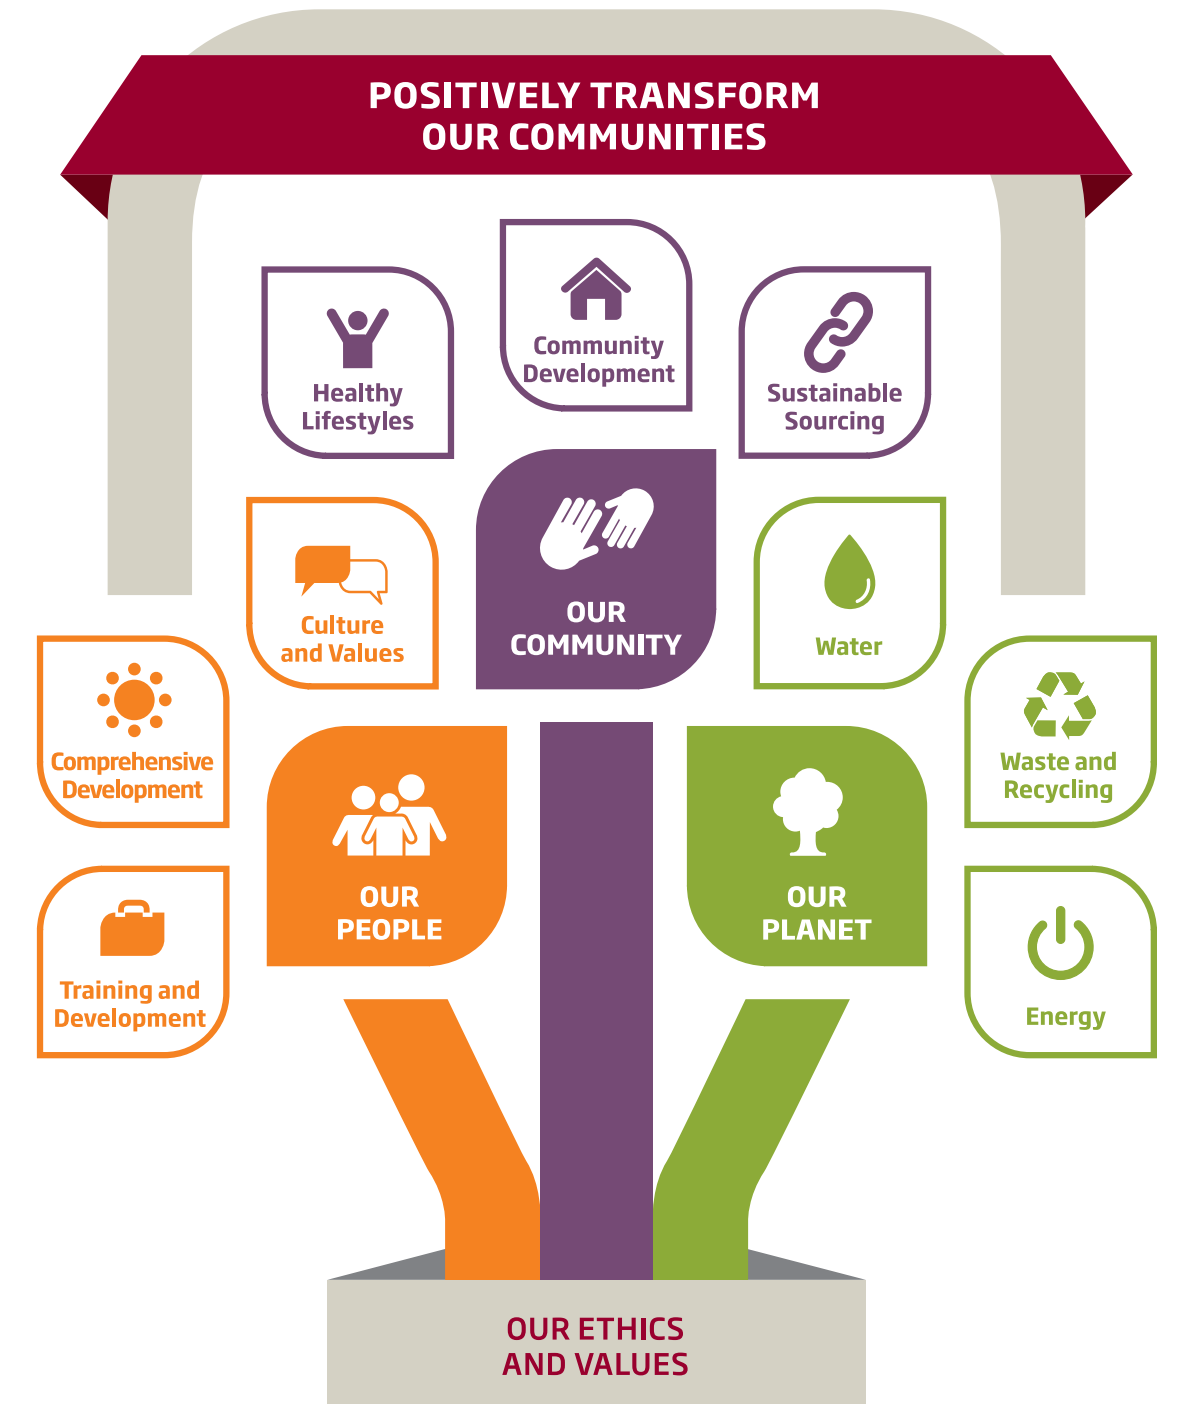 POSITIVELY TRANSFORM
OUR COMMUNITIES
Community
Development
Healthy
Lifestyles
Sustainable
Sourcing
OUR
COMMUNITY
Culture
and Values
Water
Comprehensive
Development
Waste and
Recycling
OUR
PEOPLE
OUR
PLANET
Training and
Development
Energy
OUR ETHICS
AND VALUES